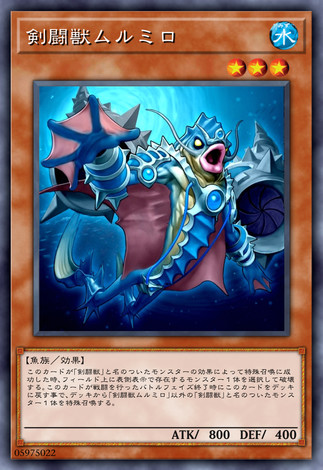 剣闘獣ムルミロ
水
【魚族／効果】
このカードが「剣闘獣」と名のついたモンスターの効果によって特殊召喚に成
功した時、フィールド上に表側表示で存在するモンスター１体を選択して破壊
する。このカードが戦闘を行ったバトルフェイズ終了時にこのカードをデッキ
に戻す事で、デッキから「剣闘獣ムルミロ」以外の「剣闘獣」と名のついたモン
スター１体を特殊召喚する。
ATK/ 800 DEF/ 400
05975022